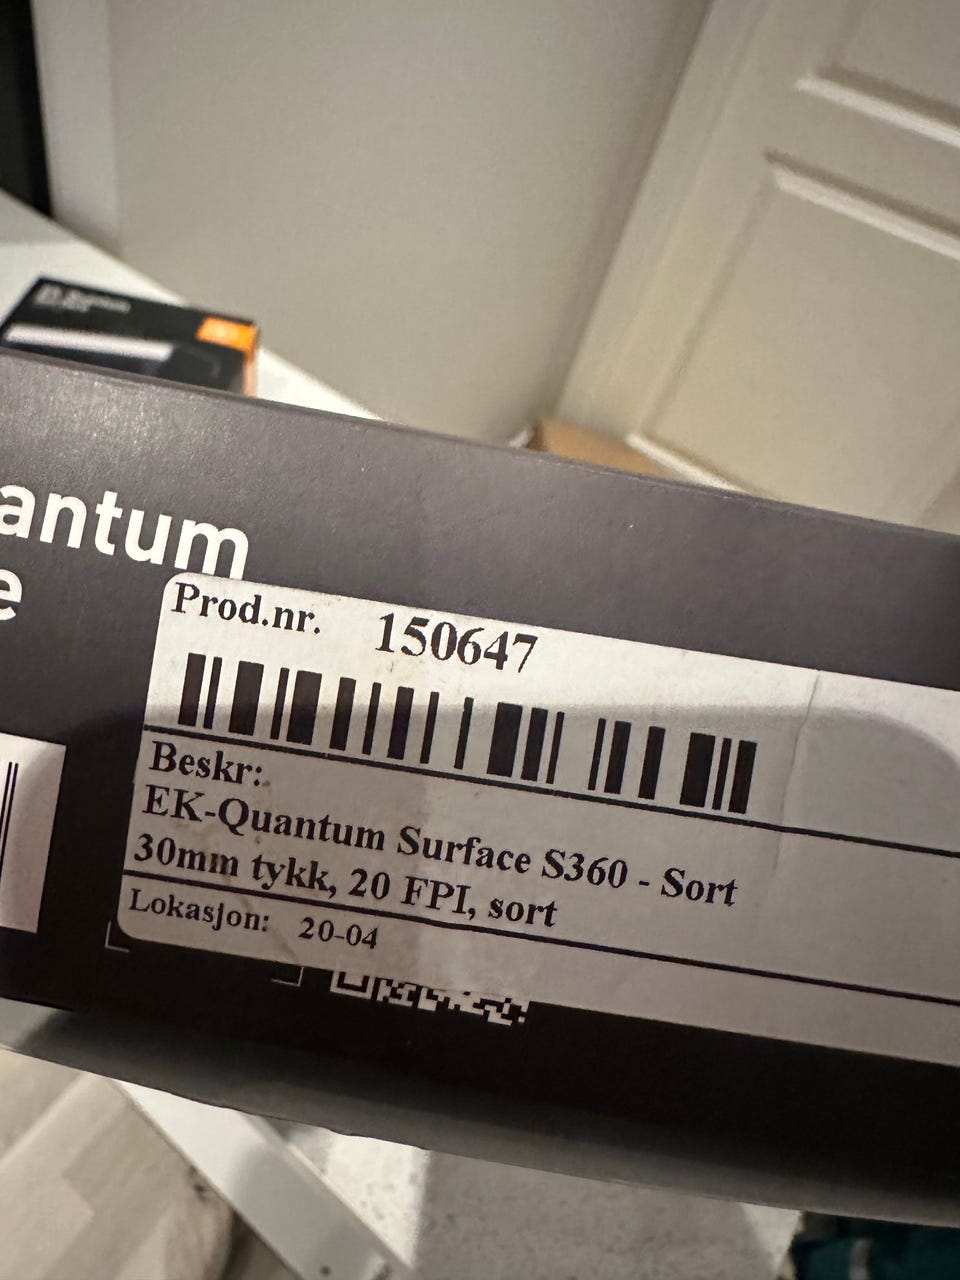 antum
e
Prod.nr. 150647
Beskr:
EK-Quantum Surface S360 - Sort
30mm tykk, 20 FPI, sort
Lokasjon: 20-04